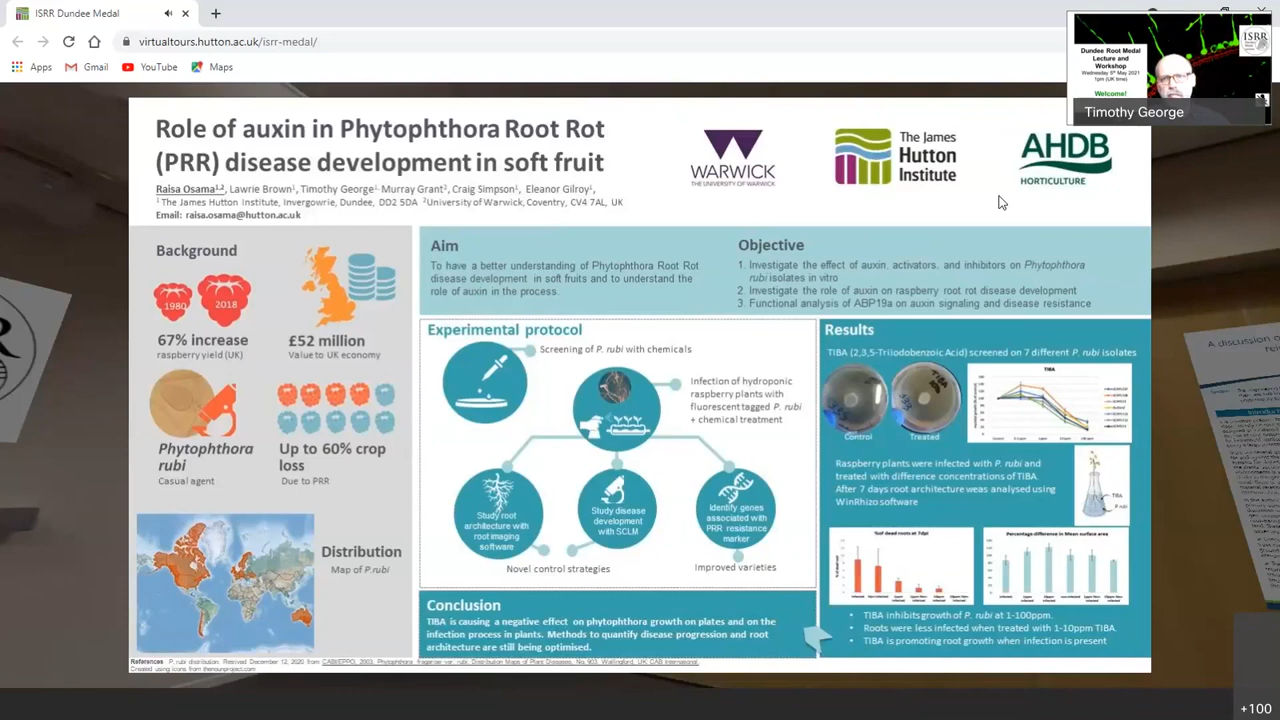 ISRR Dundee Medal
virtualtours.hutton.ac.uk/isrr-medal/
Apps
Gmail
YouTube
Maps
Dundee Root Medal
Lecture and
Workshop
Wednesday 5th May 2021
1pm (UK time)
Welcome!
ISRR
Timothy George
Role of auxin in Phytophthora Root Rot
(PRR) disease development in soft fruit
Raisa Osama1,2, Lawrie Brown1, Timothy George1, Murray Grant2, Craig Simpson1, Eleanor Gilroy1,
1 The James Hutton Institute, Invergowrie, Dundee, DD2 5DA 2University of Warwick, Coventry, CV4 7AL, UK
Email: raisa.osama@hutton.ac.uk
WARWICK
THE UNIVERSITY OF WARWICK
The James
Hutton
Institute
AHDB
HORTICULTURE
Background
1980
2018
67% increase
raspberry yield (UK)
£52 million
Value to UK economy
Phytophthora
rubi
Casual agent
Up to 60% crop
loss
Due to PRR
Distribution
Map of P.rubi
Aim
To have a better understanding of Phytophthora Root Rot
disease development in soft fruits and to understand the
role of auxin in the process.
Objective
1. Investigate the effect of auxin, activators, and inhibitors on Phytophthora
rubi isolates in vitro
2 Investigate the role of auxin on raspberry root rot disease development
3. Functional analysis of ABP19a on auxin signaling and disease resistance
Experimental protocol
Screening of P. rubi with chemicals
Infection of hydroponic
raspberry plants with
fluorescent tagged P. rubi
+ chemical treatment
Study root
architecture with
root imaging
software
Study disease
development
with SCLM
Identify genes
associated with
PRR resistance
marker
Novel control strategies
Improved varieties
Conclusion
TIBA is causing a negative effect on phytophthora growth on plates and on the
infection process in plants. Methods to quantify disease progression and root
architecture are still being optimised.
Results
TIBA (2,3,5-Triiodobenzoic Acid) screened on 7 different P. rubi isolates
Control
Treated
TIBA
Raspberry plants were infected with P. rubi and
treated with difference concentrations of TIBA.
After 7 days root architecture weas analysed using
WinRhizo software
TIBA
P. rubi
%of dead roots at 7dpi
Percentage difference in Mean surface area
• TIBA inhibits growth of P. rubi at 1-100ppm.
• Roots were less infected when treated with 1-10ppm TIBA.
• TIBA is promoting root growth when infection is present
References P. rubi distribution. Retrieved December 12, 2020 from CABI/EPPO, 2003. Phytophthora fragariae var. rubi. Distribution Maps of Plant Diseases, No. 903. Wallingford, UK: CAB International.
Created using icons from thenounproject.com
A discussion o
+100